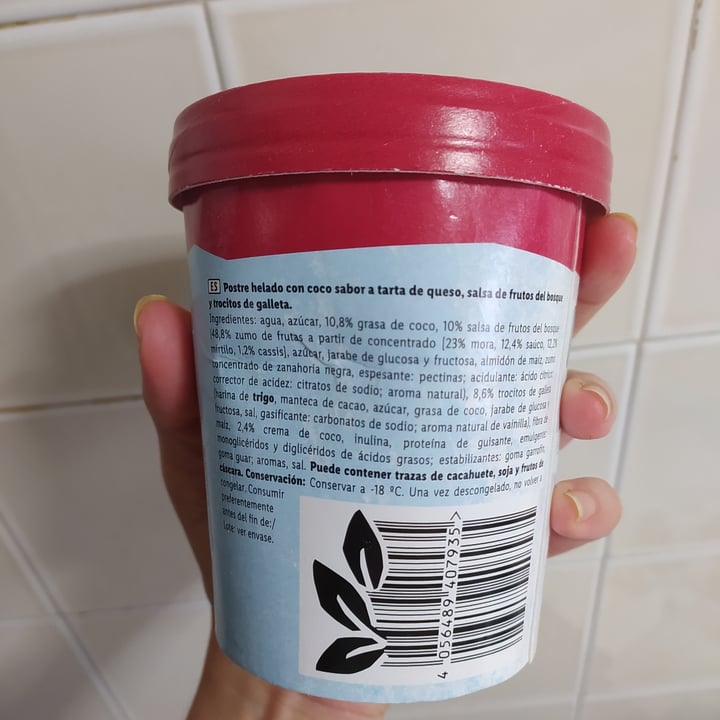 ES Postre helado con coco sabor a tarta de queso, salsa de frutos del bosque
y trocitos de galleta.
Ingredientes: agua, azúcar, 10,8% grasa de coco, 10% salsa de frutos del bosque
(48,8% zumo de frutas a partir de concentrado [23% mora, 12,4% saúco, 12,2%
mirtilo, 1,2% cassis), azúcar, jarabe de glucosa y fructosa, almidón de maíz, zumo
concentrado de zanahoria negra, espesante: pectinas; acidulante: ácido cítrico;
corrector de acidez: citratos de sodio; aroma natural), 8,6% trocitos de galleta
(harina de trigo, manteca de cacao, azúcar, grasa de coco, jarabe de glucosa y
fructosa, sal, gasificante: carbonatos de sodio; aroma natural de vainilla), fibra de
maíz, 2,4% crema de coco, inulina, proteína de guisante, emulgente:
monoglicéridos y diglicéridos de ácidos grasos; estabilizantes: goma garrofín,
goma guar; aromas, sal. Puede contener trazas de cacahuete, soja y frutos de
cáscara. Conservación: Conservar a -18 ºC. Una vez descongelado, no volver a
congelar. Consumir
preferentemente
antes del fin de:/
Lote: ver envase.
4 056489 407935 >